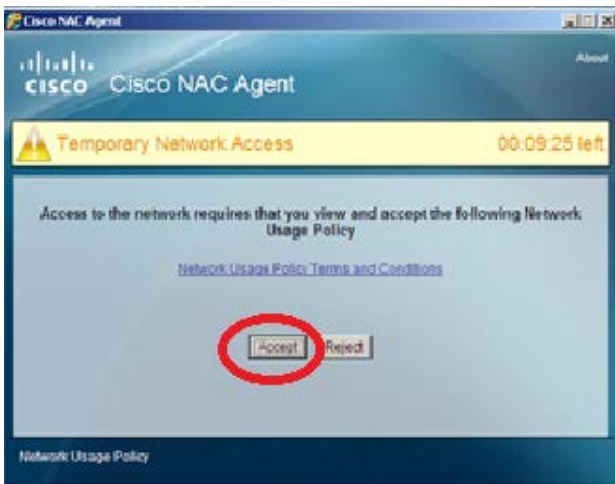 Cisco NAC Agent
About
CISCO Cisco NAC Agent
Temporary Network Access 00:09:25 left
Access to the network requires that you view and accept the following Network
Usage Policy
Network Usage Policy Terms and Conditions
Accept Reject
Network Usage Policy